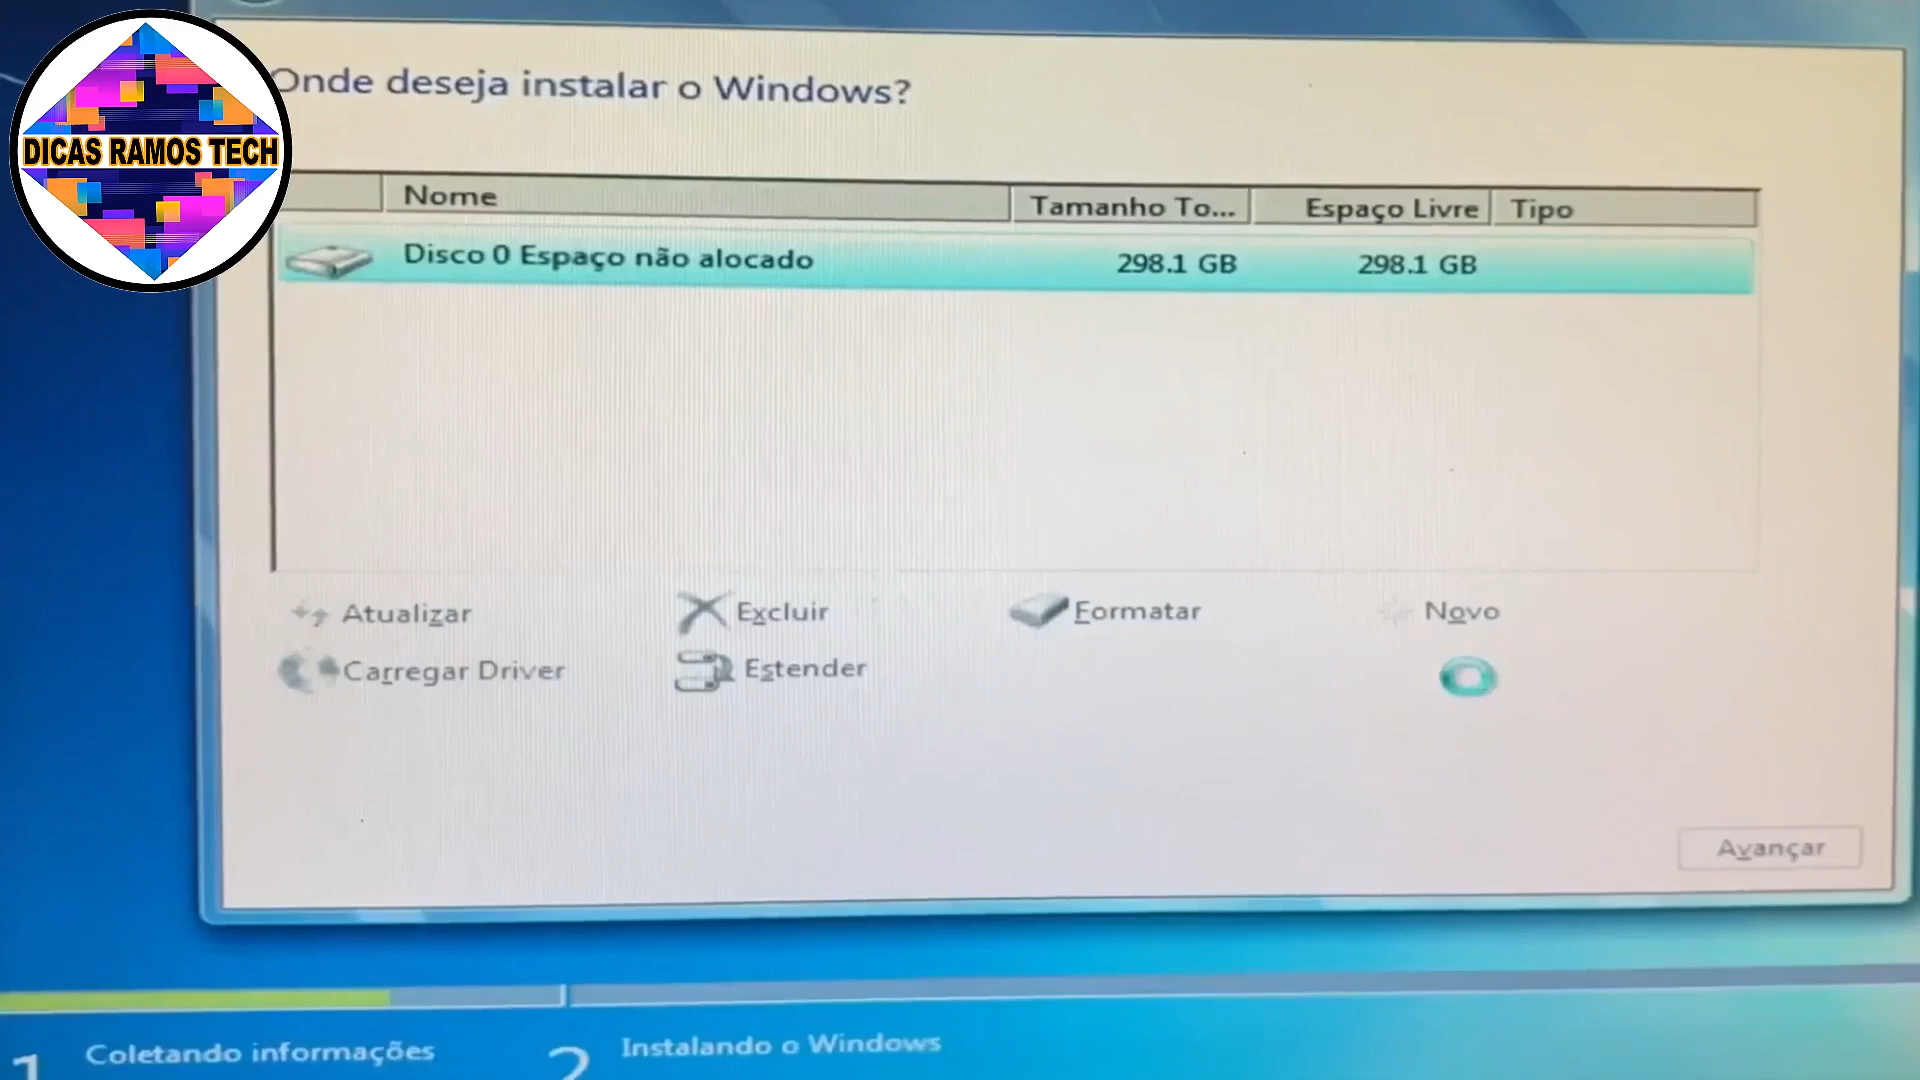 DICAS RAMOS TECH
Onde deseja instalar o Windows?
Nome Tamanho To... Espaço Livre Tipo
Disco 0 Espaço não alocado 298.1 GB 298.1 GB
Atualizar Excluir Formatar Novo
Carregar Driver Estender
Avançar
1 Coletando informações 2 Instalando o Windows